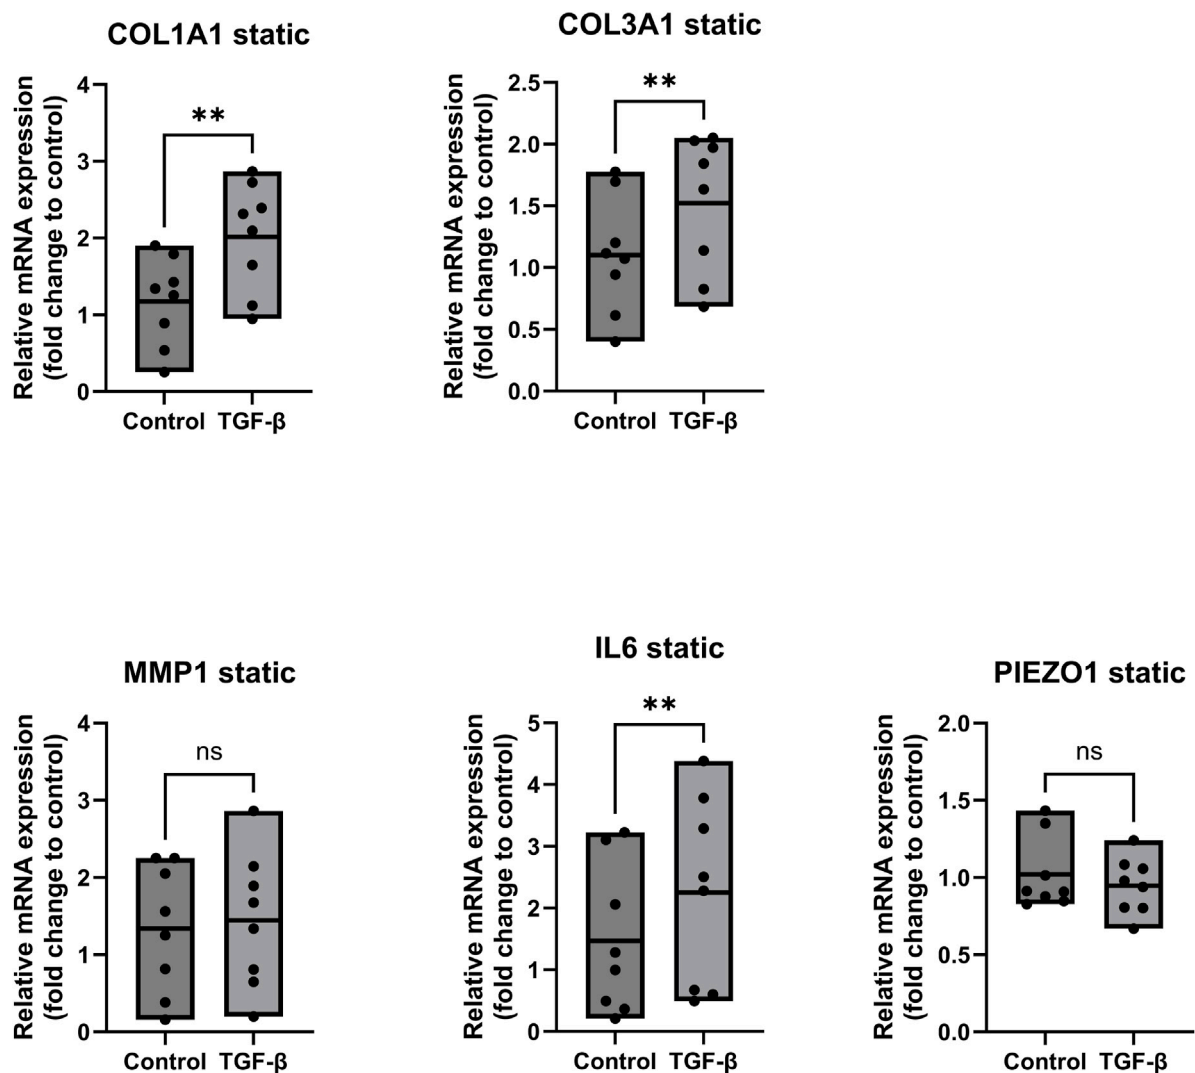 COL1A1 static
Relative mRNA expression
(fold change to control)
4
3
2
1
0
**
Control TGF-β
COL3A1 static
Relative mRNA expression
(fold change to control)
2.5
2.0
1.5
1.0
0.5
0.0
**
Control TGF-β
MMP1 static
Relative mRNA expression
(fold change to control)
4
3
2
1
0
ns
Control TGF-β
IL6 static
Relative mRNA expression
(fold change to control)
5
4
3
2
1
0
**
Control TGF-β
PIEZO1 static
Relative mRNA expression
(fold change to control)
2.0
1.5
1.0
0.5
0.0
ns
Control TGF-β